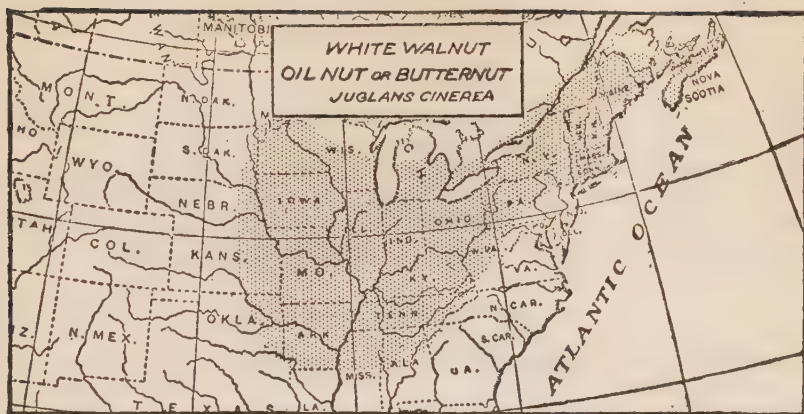 MANITOBA
WHITE WALNUT
OIL NUT OR BUTTERNUT
JUGLANS CINEREA
MONT.
N. DAK.
MAINE
NOVA
SCOTIA
S. DAK.
WIS.
WYO.
NEBR.
IOWA
OHIO
PA.
ILL
IND.
W. VA.
COL.
KANS.
MO.
KY.
VA.
TENN
N. CAR.
OKLA.
ARK
N. MEX.
S. CAR.
MISS.
ALA
GA.
TEXAS
LA.
ATLANTIC OCEAN